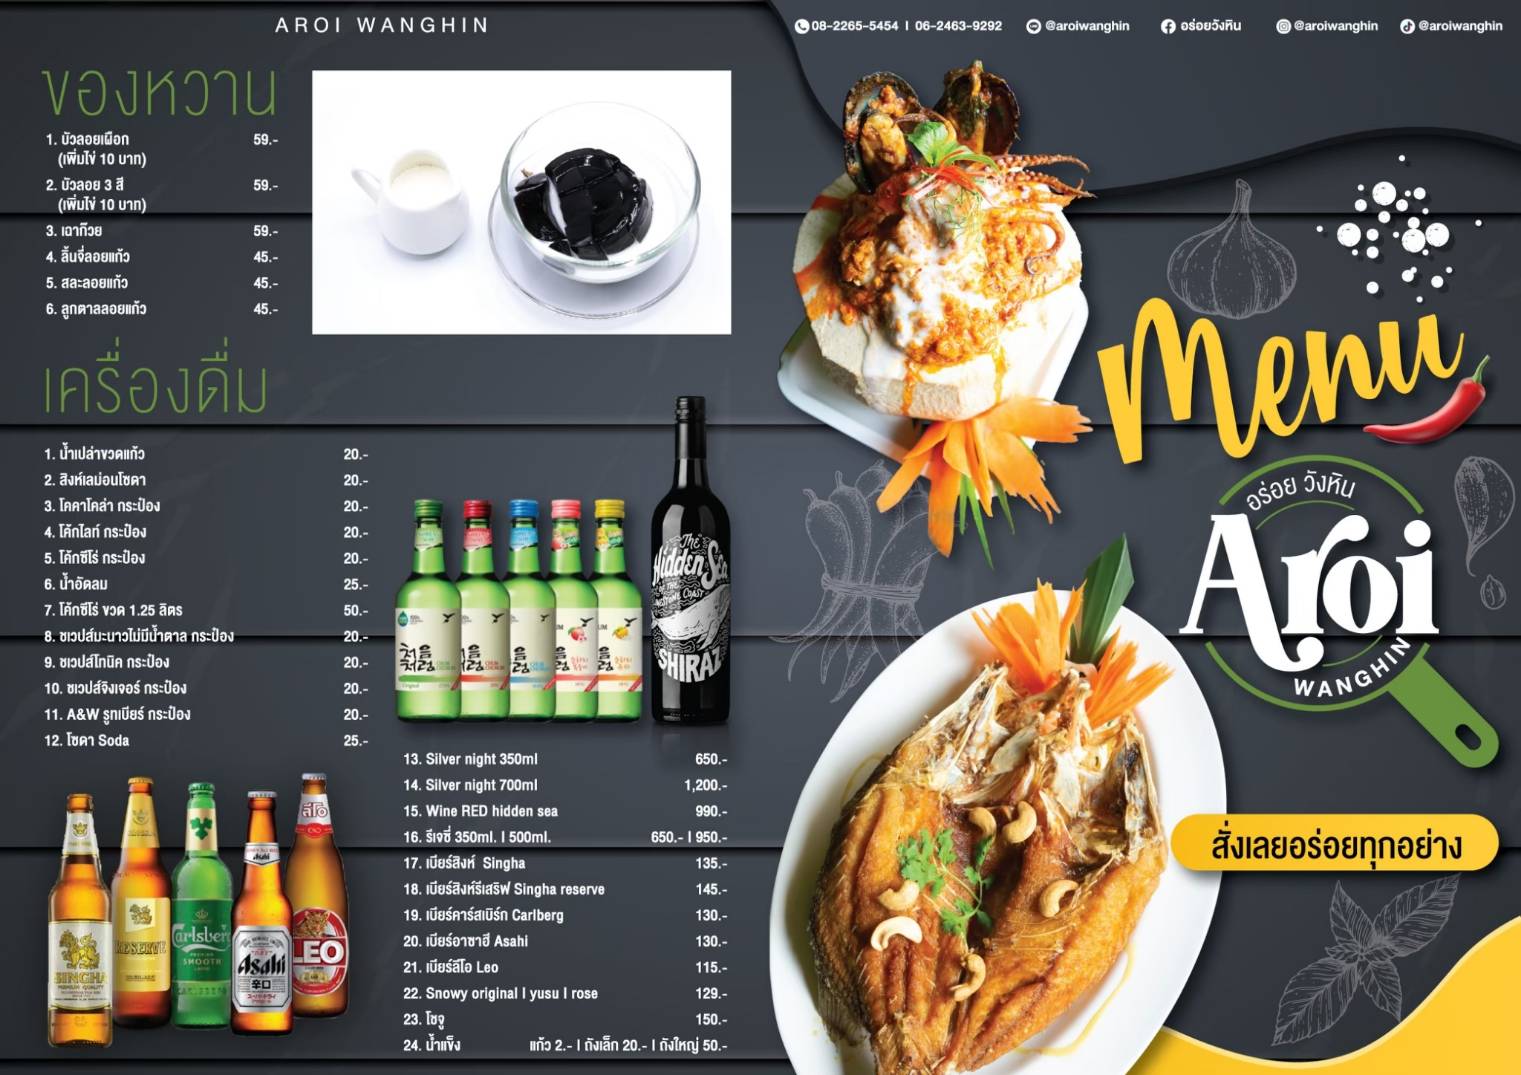 AROI WANGHIN
ของหวาน
1. บัวลอยเผือก 59.-
(เพิ่มไข่ 10 บาท)
2. บัวลอย 3 สี 59.-
(เพิ่มไข่ 10 บาท)
3. เฉาก๊วย 59.-
4. ลิ้นจี่ลอยแก้ว 45.-
5. สละลอยแก้ว 45.-
6. ลูกตาลลอยแก้ว 45.-
เครื่องดื่ม
1. น้ำเปล่าขวดแก้ว 20.-
2. สิงห์เลม่อนโซดา 20.-
3. โคคาโคล่า กระป๋อง 20.-
4. โค้กไลท์ กระป๋อง 20.-
5. โค้กซีโร่ กระป๋อง 20.-
6. น้ำอัดลม 25.-
7. โค้กซีโร่ ขวด 1.25 ลิตร 50.-
8. ชเวปส์มะนาวไม่มีน้ำตาล กระป๋อง 20.-
9. ชเวปส์โทนิค กระป๋อง 20.-
10. ชเวปส์จิงเจอร์ กระป๋อง 20.-
11. A&W รูทเบียร์ กระป๋อง 20.-
12. โซดา Soda 25.-
13. Silver night 350ml 650.-
14. Silver night 700ml 1,200.-
15. Wine RED hidden sea 990.-
16. รีเจซี่ 350ml. | 500ml. 650.- | 950.-
17. เบียร์สิงห์ Singha 135.-
18. เบียร์สิงห์รีเสิร์ฟ Singha reserve 145.-
19. เบียร์คาร์สเบิร์ก Carlberg 130.-
20. เบียร์อาซาฮี Asahi 130.-
21. เบียร์ลีโอ Leo 115.-
22. Snowy original | yusu | rose 129.-
23. โซจู 150.-
24. น้ำแข็ง แก้ว 2.- | ถังเล็ก 20.- | ถังใหญ่ 50.-
The
Hidden Sea
OF THE
LIMESTONE COAST
SHIRAZ
처음
처럼
SINGHA
RESERVE
Carlsberg
SMOOTH
Asahi
辛口
ลีโอ
LEO
08-2265-5454 | 06-2463-9292 @aroiwanghin อร่อยวังหิน @aroiwanghin @aroiwanghin
Menu
อร่อย วังหิน
Aroi
WANGHIN
สั่งเลยอร่อยทุกอย่าง